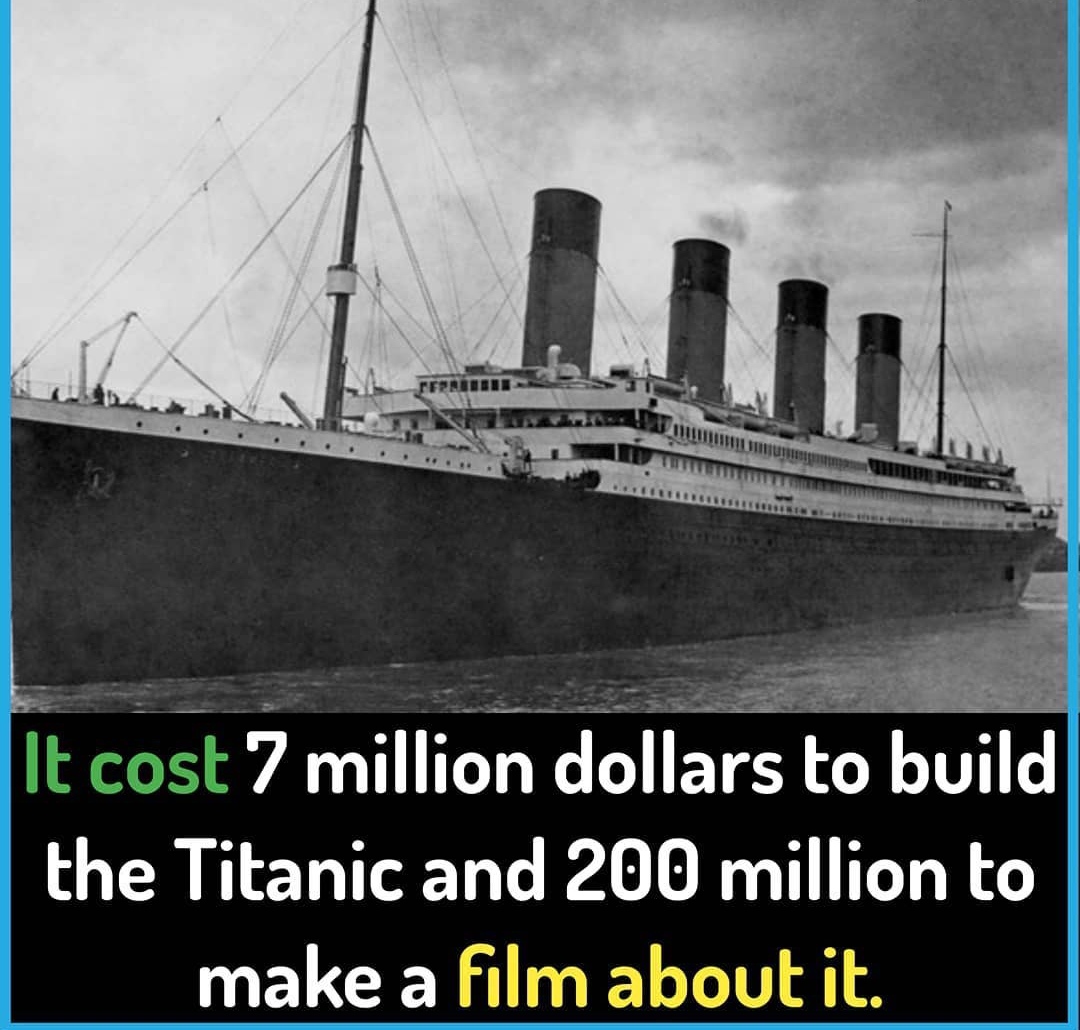 It cost 7 million dollars to build
the Titanic and 200 million to
make a film about it.